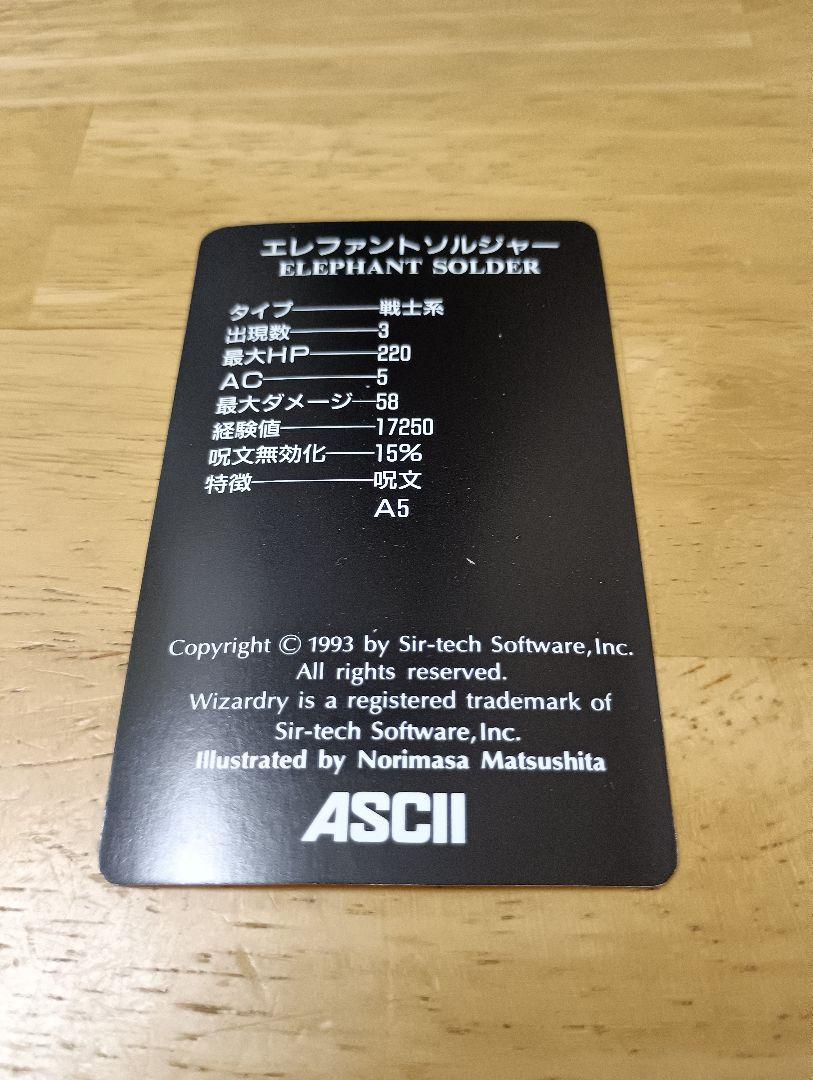 エレファントソルジャー
ELEPHANT SOLDER
タイプ――戦士系
出現数――3
最大HP――220
AC――5
最大ダメージ―58
経験値――17250
呪文無効化――15%
特徴――呪文
A5
Copyright © 1993 by Sir-tech Software, Inc.
All rights reserved.
Wizardry is a registered trademark of
Sir-tech Software, Inc.
Illustrated by Norimasa Matsushita
ASCII